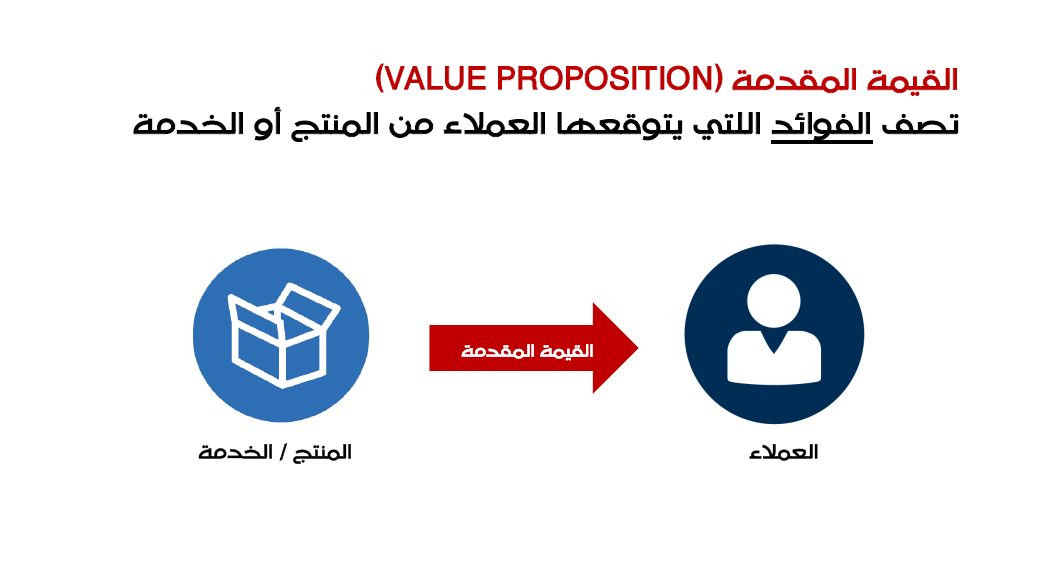 القيمة المقدمة (VALUE PROPOSITION)
تصف الفوائد اللتي يتوقعها العملاء من المنتج أو الخدمة
القيمة المقدمة
العملاء
المنتج / الخدمة